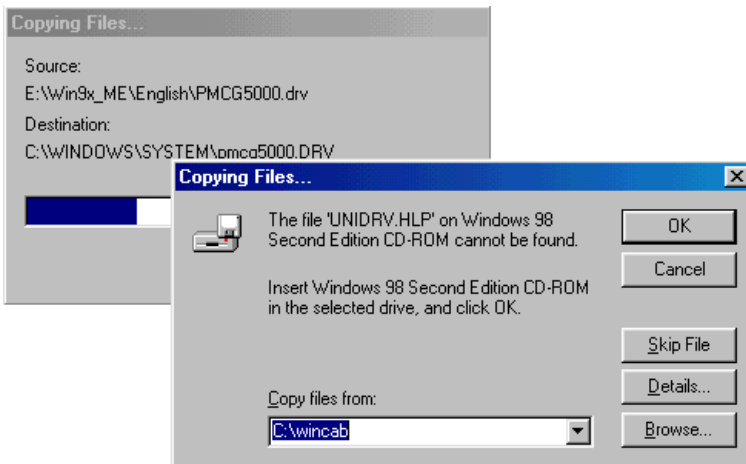 Copying Files...
Source:
E:\Win9x_ME\English\PMCG5000.drv
Destination:
C:\WINDOWS\SYSTEM\pmcg5000.DRV
Copying Files...
The file 'UNIDRV.HLP' on Windows 98
Second Edition CD-ROM cannot be found.
Insert Windows 98 Second Edition CD-ROM
in the selected drive, and click OK.
Copy files from:
C:\wincab
OK
Cancel
Skip File
Details...
Browse...